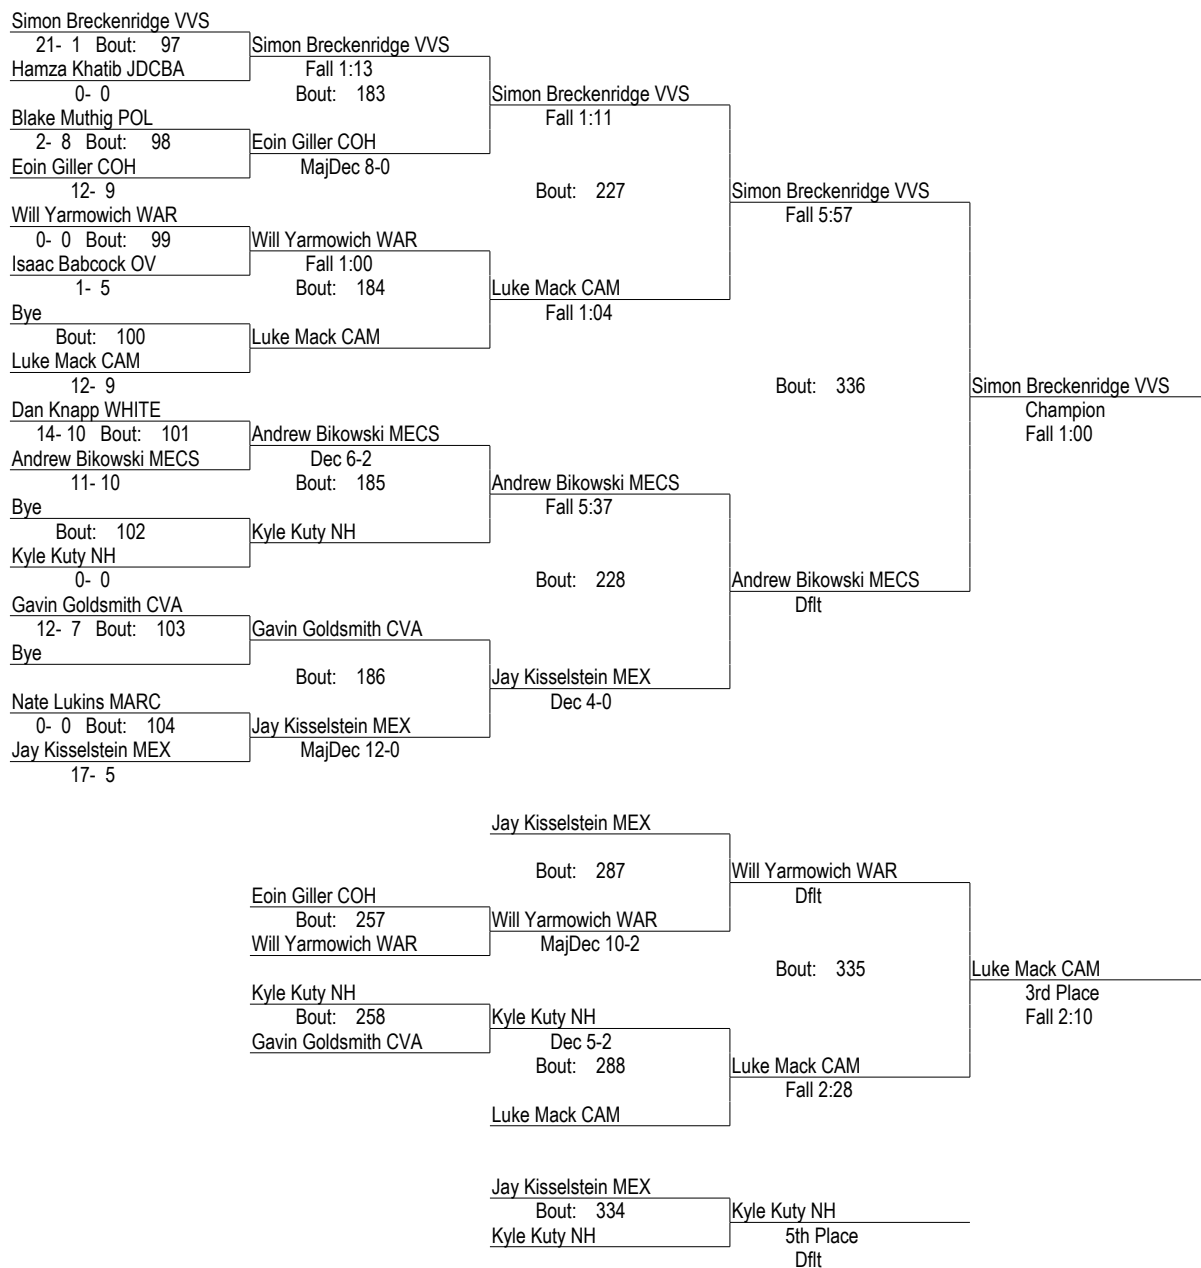 Simon Breckenridge VVS
21- 1 Bout: 97
Simon Breckenridge VVS
Hamza Khatib JDCBA
Fall 1:13
0- 0
Bout: 183
Simon Breckenridge VVS
Blake Muthig POL
Fall 1:11
2- 8 Bout: 98
Eoin Giller COH
Eoin Giller COH
MajDec 8-0
12- 9
Bout: 227
Simon Breckenridge VVS
Will Yarmowich WAR
Fall 5:57
0- 0 Bout: 99
Will Yarmowich WAR
Isaac Babcock OV
Fall 1:00
1- 5
Bout: 184
Luke Mack CAM
Bye
Fall 1:04
Bout: 100
Luke Mack CAM
Luke Mack CAM
12- 9
Bout: 336
Simon Breckenridge VVS
Dan Knapp WHITE
Champion
14- 10 Bout: 101
Andrew Bikowski MECS
Fall 1:00
Andrew Bikowski MECS
Dec 6-2
11- 10
Bout: 185
Andrew Bikowski MECS
Bye
Fall 5:37
Bout: 102
Kyle Kuty NH
Kyle Kuty NH
0- 0
Bout: 228
Andrew Bikowski MECS
Gavin Goldsmith CVA
Dflt
12- 7 Bout: 103
Gavin Goldsmith CVA
Bye
Bout: 186
Jay Kisselstein MEX
Nate Lukins MARC
Dec 4-0
0- 0 Bout: 104
Jay Kisselstein MEX
Jay Kisselstein MEX
MajDec 12-0
17- 5
Jay Kisselstein MEX
Bout: 287
Will Yarmowich WAR
Eoin Giller COH
Dflt
Bout: 257
Will Yarmowich WAR
Will Yarmowich WAR
MajDec 10-2
Bout: 335
Luke Mack CAM
Kyle Kuty NH
3rd Place
Bout: 258
Kyle Kuty NH
Fall 2:10
Gavin Goldsmith CVA
Dec 5-2
Bout: 288
Luke Mack CAM
Fall 2:28
Luke Mack CAM
Jay Kisselstein MEX
Bout: 334
Kyle Kuty NH
Kyle Kuty NH
5th Place
Dflt